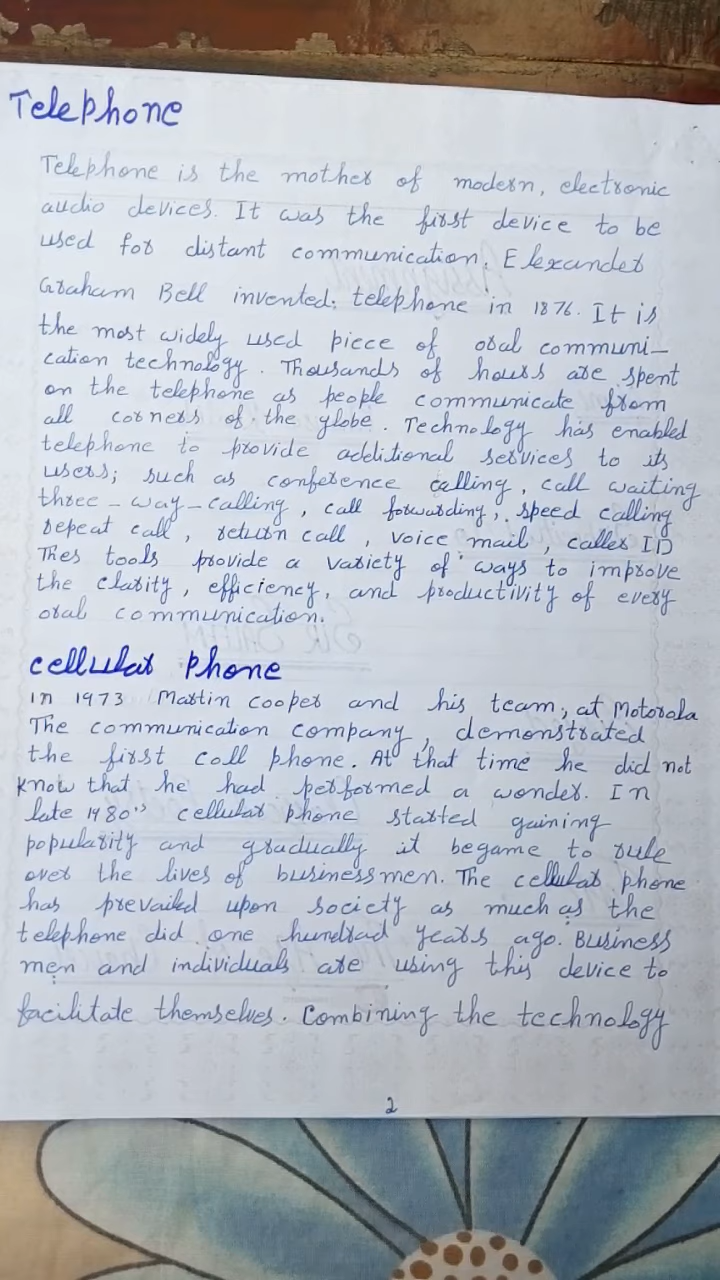 Telephone
Telephone is the mother of modern, electronic
audio devices. It was the first device to be
used for distant communication. Elexander
Graham Bell invented telephone in 1876. It is
the most widely used piece of oral communi-
cation technology. Thousands of hours are spent
on the telephone as people communicate from
all corners of the globe. Technology has enabled
telephone to provide additional services to its
users; such as conference calling, call waiting
three-way-calling, call forwarding, speed calling
repeat call, return call, voice mail, caller ID
Thes tools provide a variety of ways to improve
the clarity, efficiency, and productivity of every
oral communication.
cellular phone
in 1973 Martin cooper and his team, at Motorola
The communication company, demonstrated
the first coll phone. At that time he did not
know that he had performed a wonder. In
late 1980's cellular phone started gaining
popularity and gradually it begame to rule
over the lives of businessmen. The cellular phone
has prevailed upon society as much as the
telephone did one hundrad years ago. Business
men and individuals are using this device to
facilitate themselves. Combining the technology
2